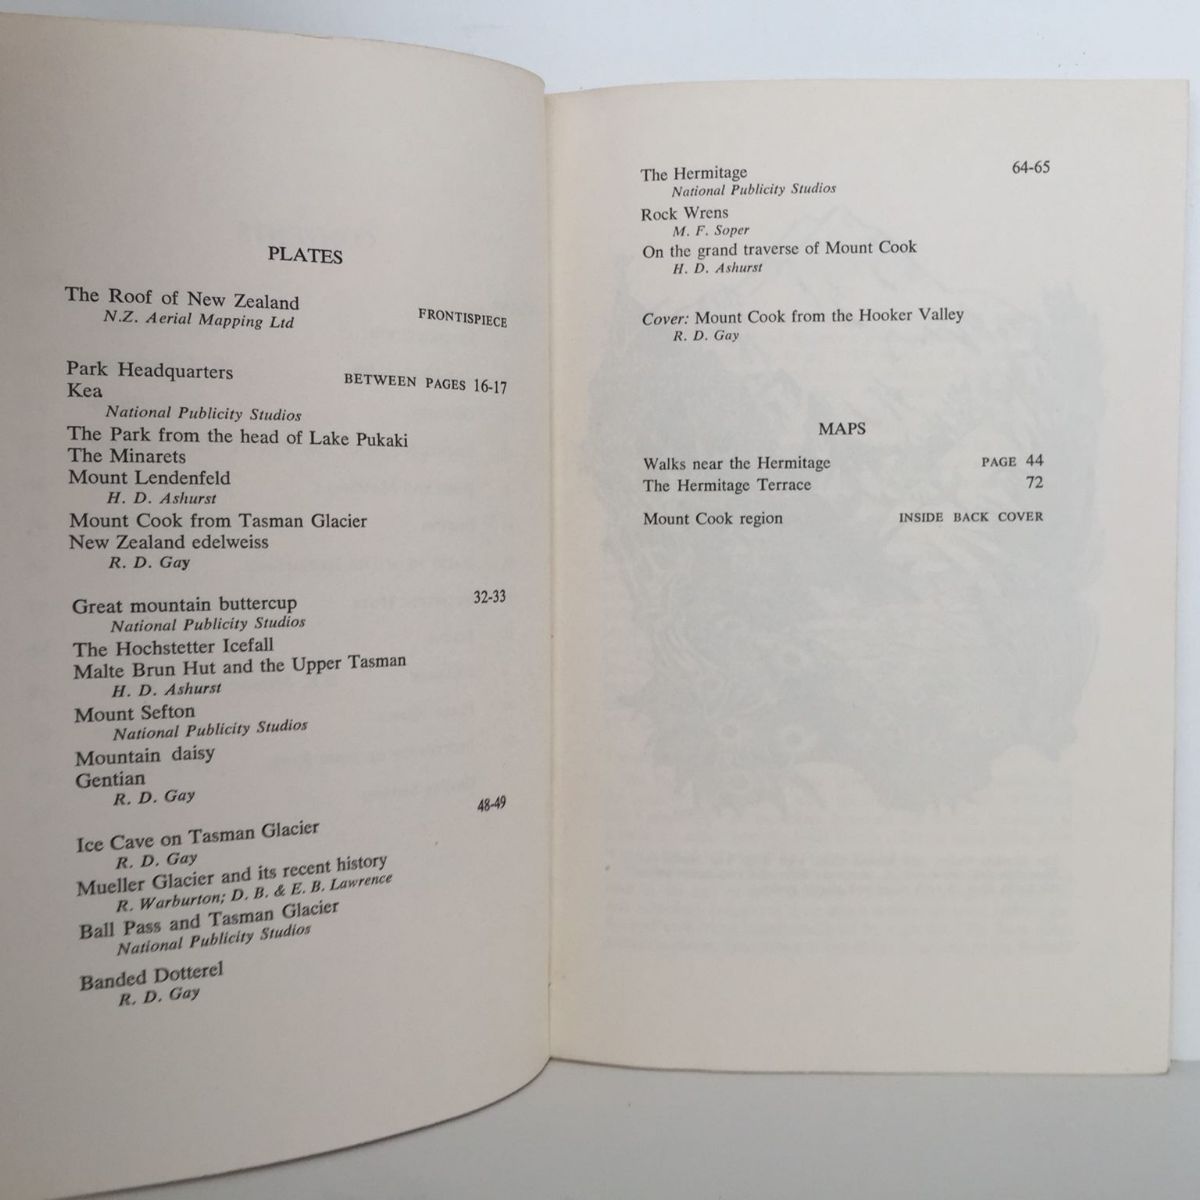 PLATES
The Roof of New Zealand
N.Z. Aerial Mapping Ltd FRONTISPIECE
Park Headquarters BETWEEN PAGES 16-17
Kea
National Publicity Studios
The Park from the head of Lake Pukaki
The Minarets
Mount Lendenfeld
H. D. Ashurst
Mount Cook from Tasman Glacier
New Zealand edelweiss
R. D. Gay
Great mountain buttercup 32-33
National Publicity Studios
The Hochstetter Icefall
Malte Brun Hut and the Upper Tasman
H. D. Ashurst
Mount Sefton
National Publicity Studios
Mountain daisy
Gentian
R. D. Gay
Ice Cave on Tasman Glacier 48-49
R. D. Gay
Mueller Glacier and its recent history
R. Warburton; D. B. & E. B. Lawrence
Ball Pass and Tasman Glacier
National Publicity Studios
Banded Dotterel
R. D. Gay
The Hermitage 64-65
National Publicity Studios
Rock Wrens
M. F. Soper
On the grand traverse of Mount Cook
H. D. Ashurst
Cover: Mount Cook from the Hooker Valley
R. D. Gay
MAPS
Walks near the Hermitage PAGE 44
The Hermitage Terrace 72
Mount Cook region INSIDE BACK COVER